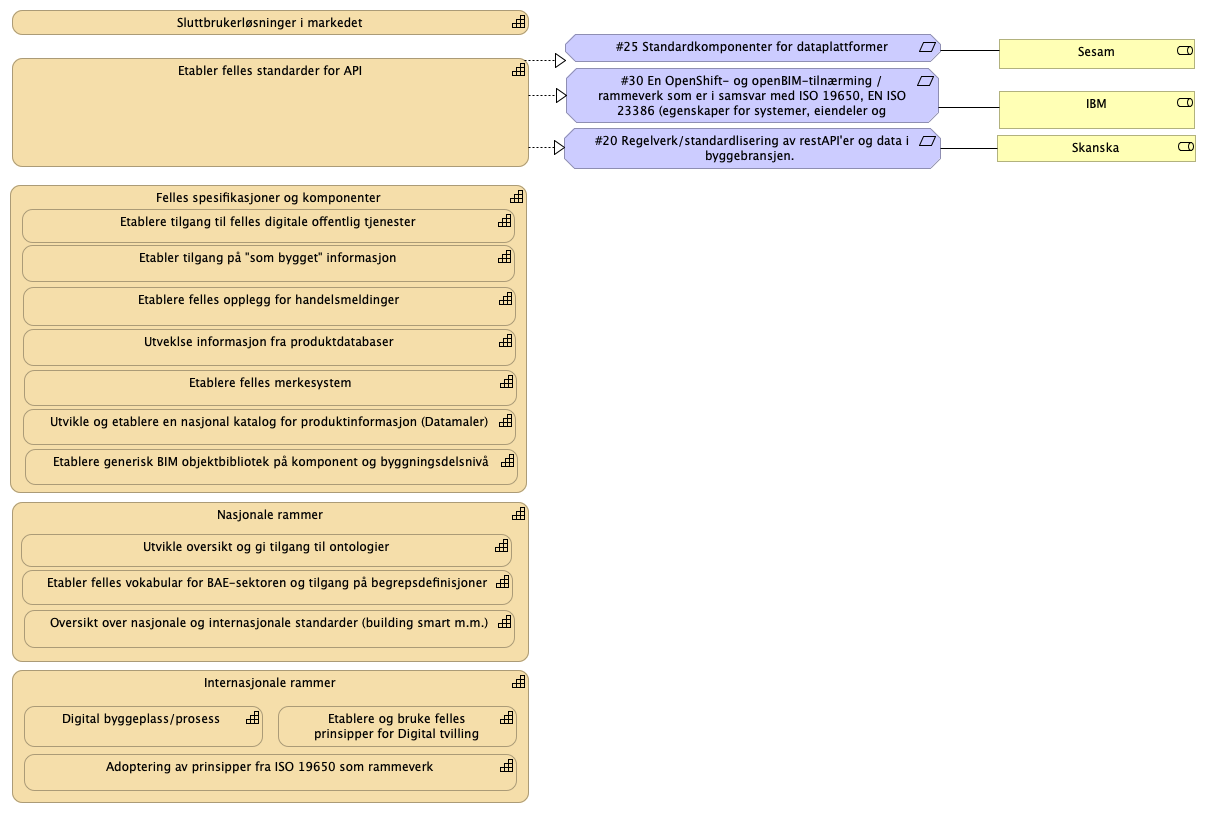 Sluttbrukerløsninger i markedet
Etabler felles standarder for API
#25 Standardkomponenter for dataplattformer
Sesam
#30 En OpenShift- og openBIM-tilnærming /
rammeverk som er i samsvar med ISO 19650, EN ISO
23386 (egenskaper for systemer, eiendeler og
IBM
#20 Regelverk/standardlisering av restAPI'er og data i
byggebransjen.
Skanska
Felles spesifikasjoner og komponenter
Etablere tilgang til felles digitale offentlig tjenester
Etabler tilgang på "som bygget" informasjon
Etablere felles opplegg for handelsmeldinger
Utveklse informasjon fra produktdatabaser
Etablere felles merkesystem
Utvikle og etablere en nasjonal katalog for produktinformasjon (Datamaler)
Etablere generisk BIM objektbibliotek på komponent og byggningsdelsnivå
Nasjonale rammer
Utvikle oversikt og gi tilgang til ontologier
Etabler felles vokabular for BAE-sektoren og tilgang på begrepsdefinisjoner
Oversikt over nasjonale og internasjonale standarder (building smart m.m.)
Internasjonale rammer
Digital byggeplass/prosess
Etablere og bruke felles
prinsipper for Digital tvilling
Adoptering av prinsipper fra ISO 19650 som rammeverk